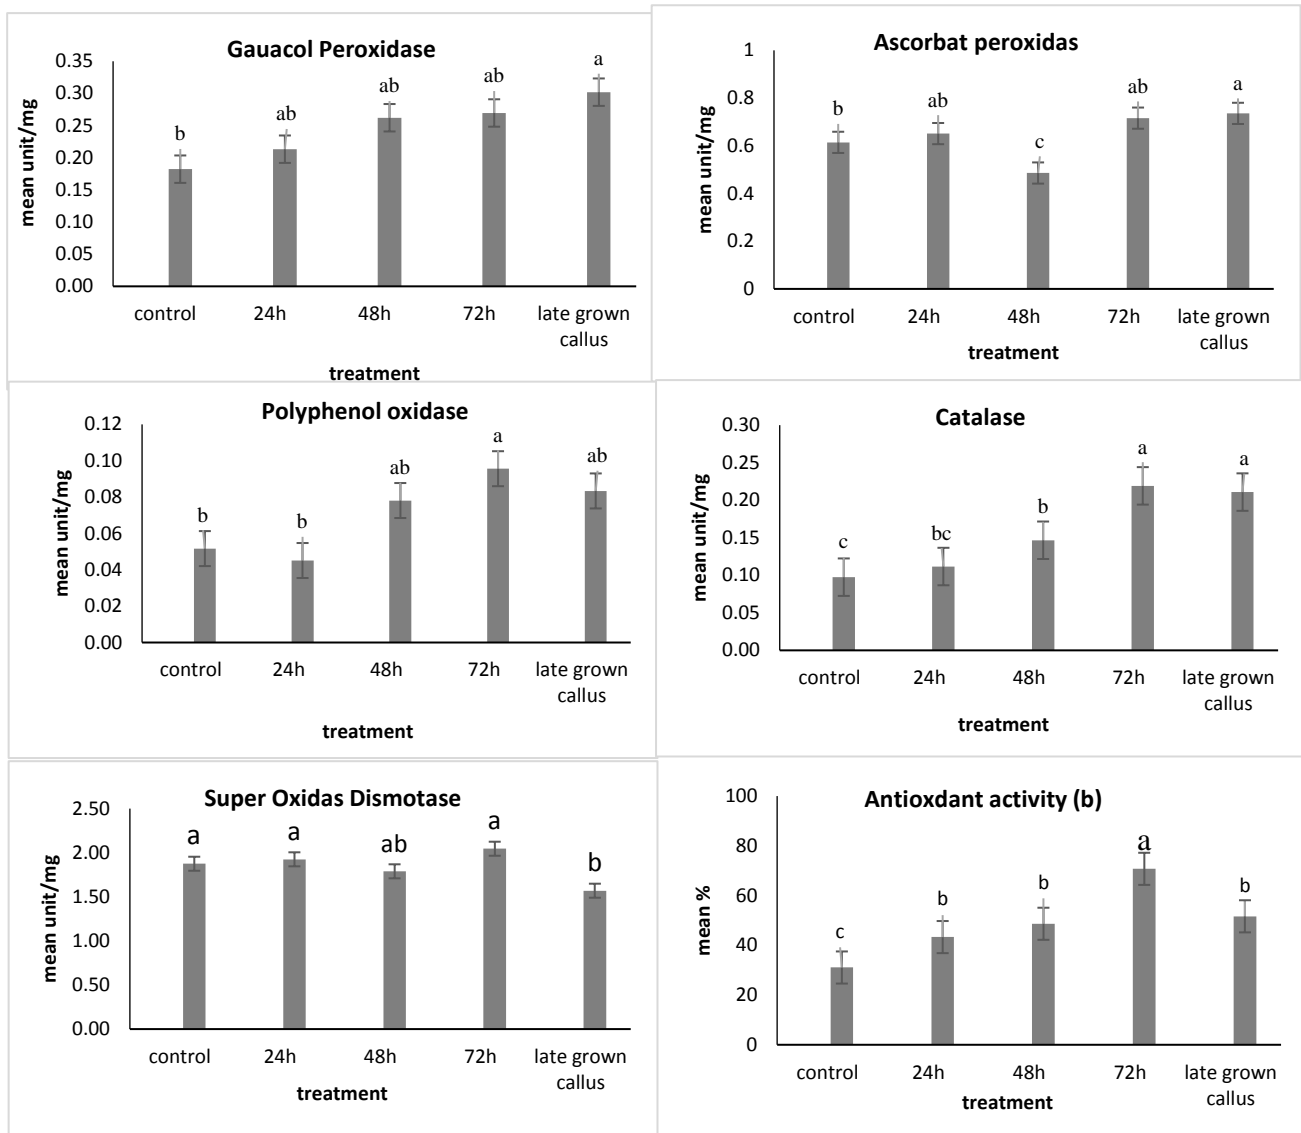 Gauacol Peroxidase
mean unit/mg
0.35
0.30
0.25
0.20
0.15
0.10
0.05
0.00
b
ab
ab
ab
a
control
24h
48h
72h
late grown
callus
treatment
Ascorbat peroxidas
mean unit/mg
1
0.8
0.6
0.4
0.2
0
b
ab
c
ab
a
control
24h
48h
72h
late grown
callus
treatment
Polyphenol oxidase
mean unit/mg
0.12
0.10
0.08
0.06
0.04
0.02
0.00
b
b
ab
a
ab
control
24h
48h
72h
late grown
callus
treatment
Catalase
mean unit/mg
0.30
0.25
0.20
0.15
0.10
0.05
0.00
c
bc
b
a
a
control
24h
48h
72h
late grown
callus
treatment
Super Oxidas Dismotase
mean unit/mg
2.50
2.00
1.50
1.00
0.50
0.00
a
a
ab
a
b
control
24h
48h
72h
late grown
callus
treatment
Antioxdant activity (b)
mean %
100
80
60
40
20
0
c
b
b
a
b
control
24h
48h
72h
late grown
callus
treatment